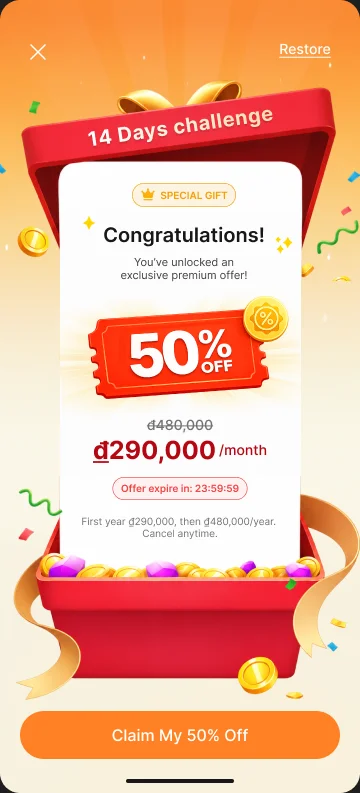 Restore
14 Days challenge
SPECIAL GIFT
Congratulations!
You've unlocked an
exclusive premium offer!
50% OFF
₫480,000
₫290,000 /month
Offer expire in: 23:59:59
First year ₫290,000, then ₫480,000/year.
Cancel anytime.
Claim My 50% Off